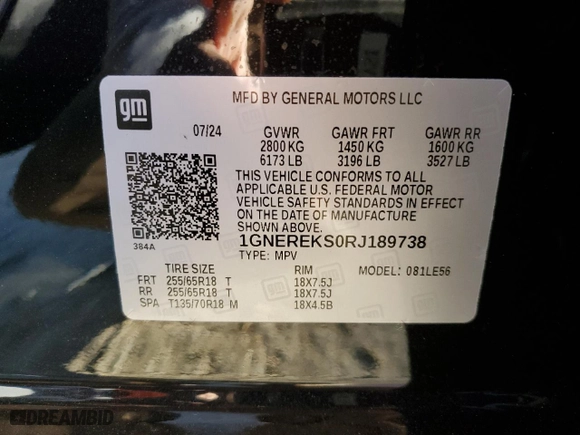 gm
MFD BY GENERAL MOTORS LLC
07/24 GVWR GAWR FRT GAWR RR
2800 KG 1450 KG 1600 KG
6173 LB 3196 LB 3527 LB
THIS VEHICLE CONFORMS TO ALL
APPLICABLE U.S. FEDERAL MOTOR
VEHICLE SAFETY STANDARDS IN EFFECT
ON THE DATE OF MANUFACTURE
SHOWN ABOVE.
384A
1GNEREKS0RJ189738
TYPE: MPV
TIRE SIZE RIM MODEL: 081LE56
FRT 255/65R18 T 18X7.5J
RR 255/65R18 T 18X7.5J
SPA T135/70R18 M 18X4.5B
DREAMBID